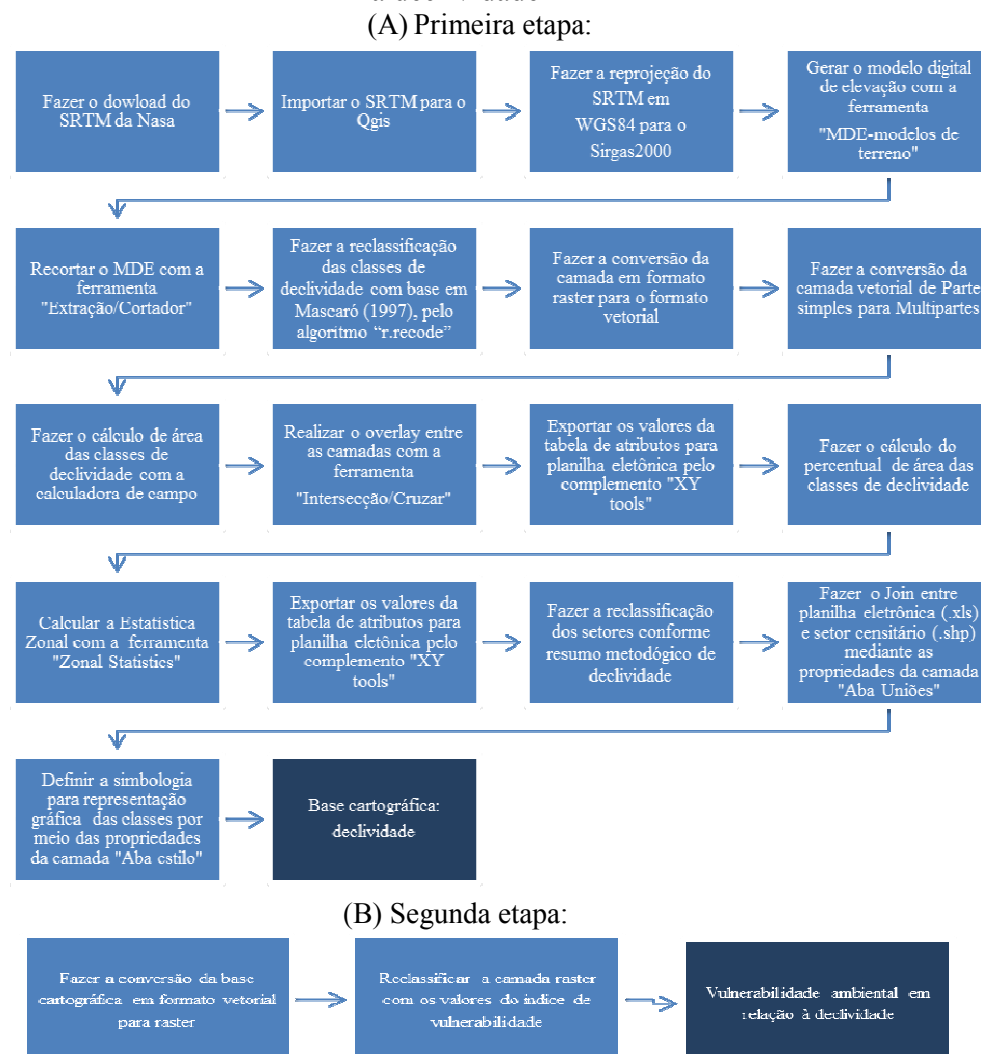 (A) Primeira etapa:
Fazer o dowload do
SRTM da Nasa
Importar o SRTM para o
Qgis
Fazer a reprojeção do
SRTM em
WGS84 para o
Sirgas2000
Gerar o modelo digital
de elevação com a
ferramenta
"MDE-modelos de
terreno"
Recortar o MDE com a
ferramenta
"Extração/Cortador"
Fazer a reclassificação
das classes de
declividade com base em
Mascaró (1997), pelo
algoritmo “r.recode”
Fazer a conversão da
camada em formato
raster para o formato
vetorial
Fazer a conversão da
camada vetorial de Parte
simples para Multipartes
Fazer o cálculo de área
das classes de
declividade com a
calculadora de campo
Realizar o overlay entre
as camadas com a
ferramenta
"Intersecção/Cruzar"
Exportar os valores da
tabela de atributos para
planilha eletônica pelo
complemento "XY
tools"
Fazer o cálculo do
percentual de área das
classes de declividade
Calcular a Estatística
Zonal com a ferramenta
"Zonal Statistics"
Exportar os valores da
tabela de atributos para
planilha eletônica pelo
complemento "XY
tools"
Fazer a reclassificação
dos setores conforme
resumo metodógico de
declividade
Fazer o Join entre
planilha eletrônica (.xls)
e setor censitário (.shp)
mediante as
propriedades da camada
"Aba Uniões"
Definir a simbologia
para representação
gráfica das classes por
meio das propriedades
da camada "Aba estilo"
Base cartográfica:
declividade
(B) Segunda etapa:
Fazer a conversão da base
cartográfica em formato vetorial
para raster
Reclassificar a camada raster
com os valores do índice de
vulnerabilidade
Vulnerabilidade ambiental em
relação à declividade